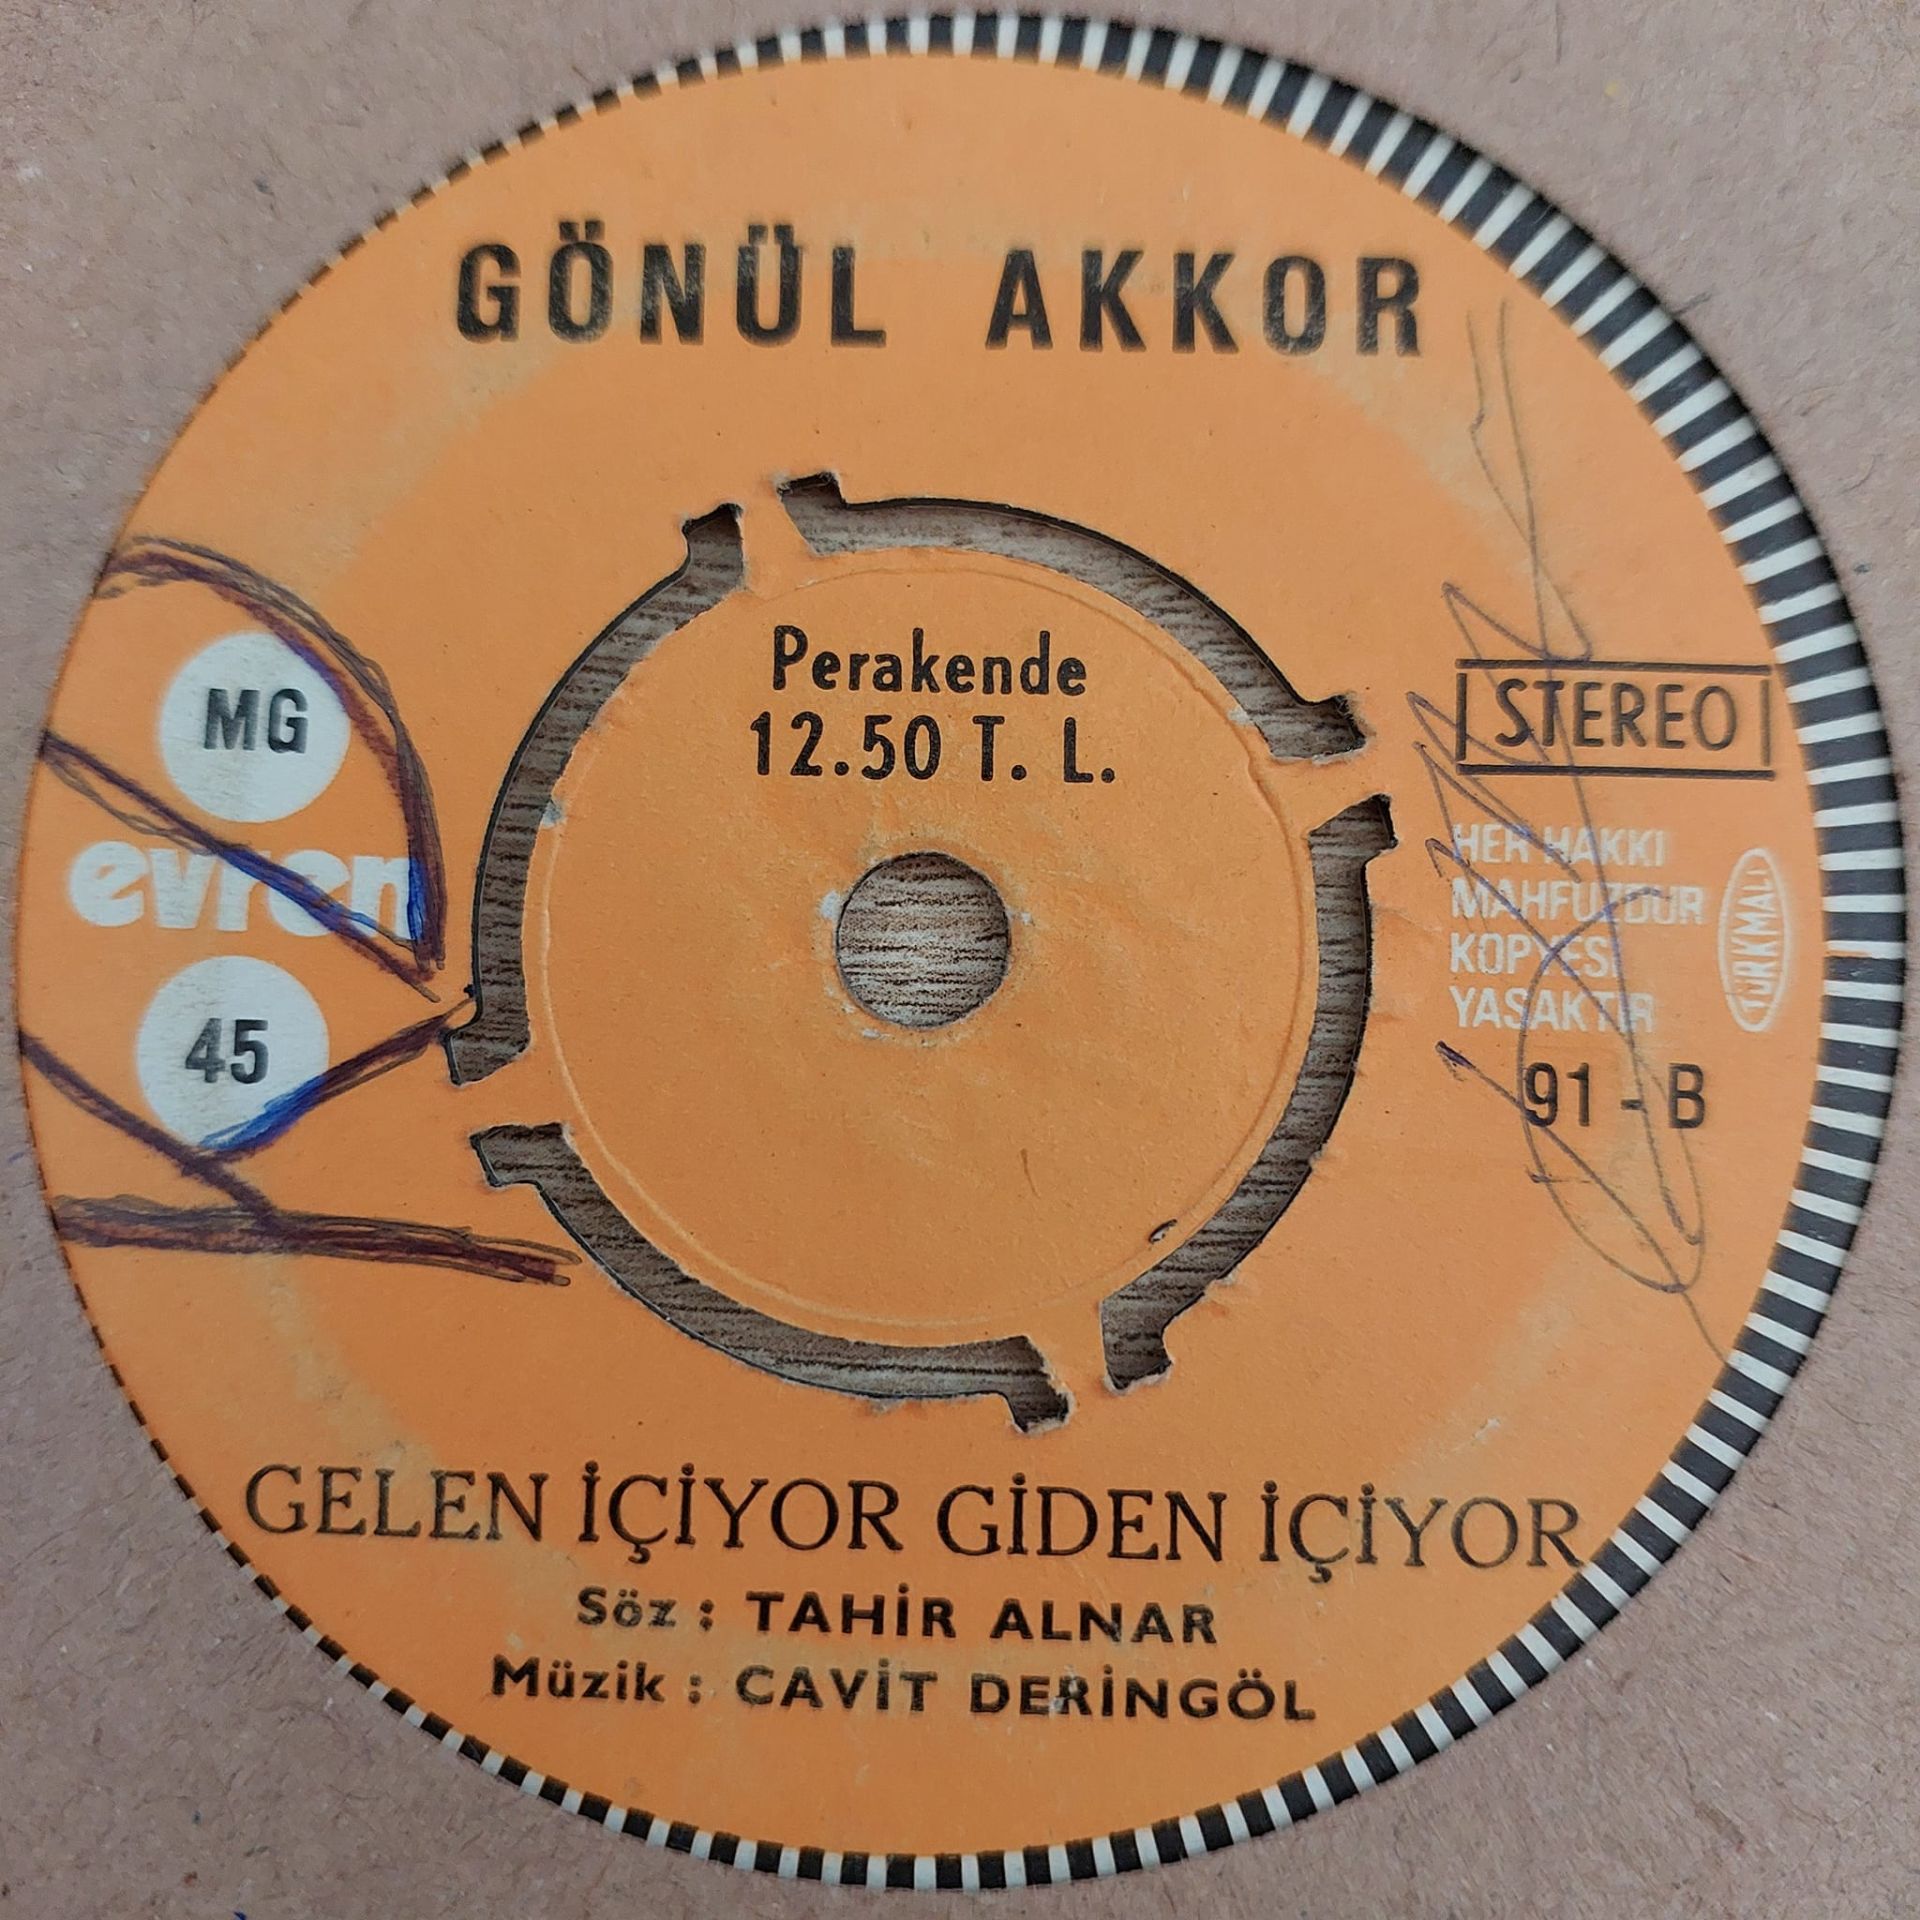 GÖNÜL AKKOR
Perakende
12.50 T. L.
MG
evren
45
STEREO
HER HAKKI
MAHFUZDUR
KOPYESİ
YASAKTIR
TÜRKMALI
91 - B
GELEN İÇİYOR GİDEN İÇİYOR
Söz : TAHİR ALNAR
Müzik : CAVİT DERİNGÖL